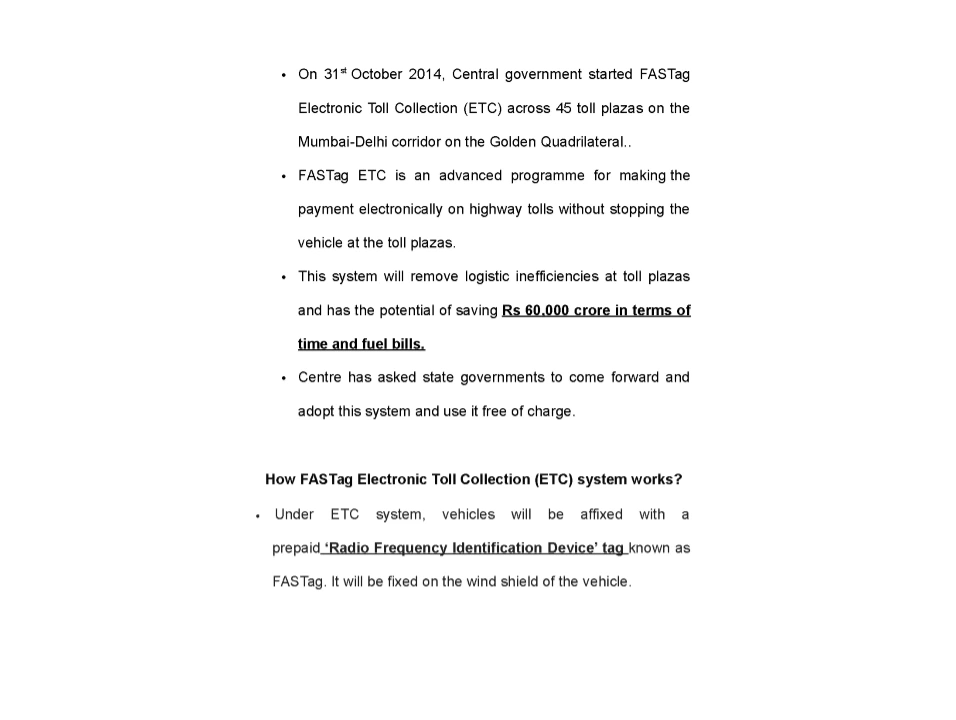 • On 31st October 2014, Central government started FASTag
Electronic Toll Collection (ETC) across 45 toll plazas on the
Mumbai-Delhi corridor on the Golden Quadrilateral..
• FASTag ETC is an advanced programme for making the
payment electronically on highway tolls without stopping the
vehicle at the toll plazas.
• This system will remove logistic inefficiencies at toll plazas
and has the potential of saving Rs 60,000 crore in terms of
time and fuel bills.
• Centre has asked state governments to come forward and
adopt this system and use it free of charge.
How FASTag Electronic Toll Collection (ETC) system works?
• Under ETC system, vehicles will be affixed with a
prepaid ‘Radio Frequency Identification Device’ tag known as
FASTag. It will be fixed on the wind shield of the vehicle.